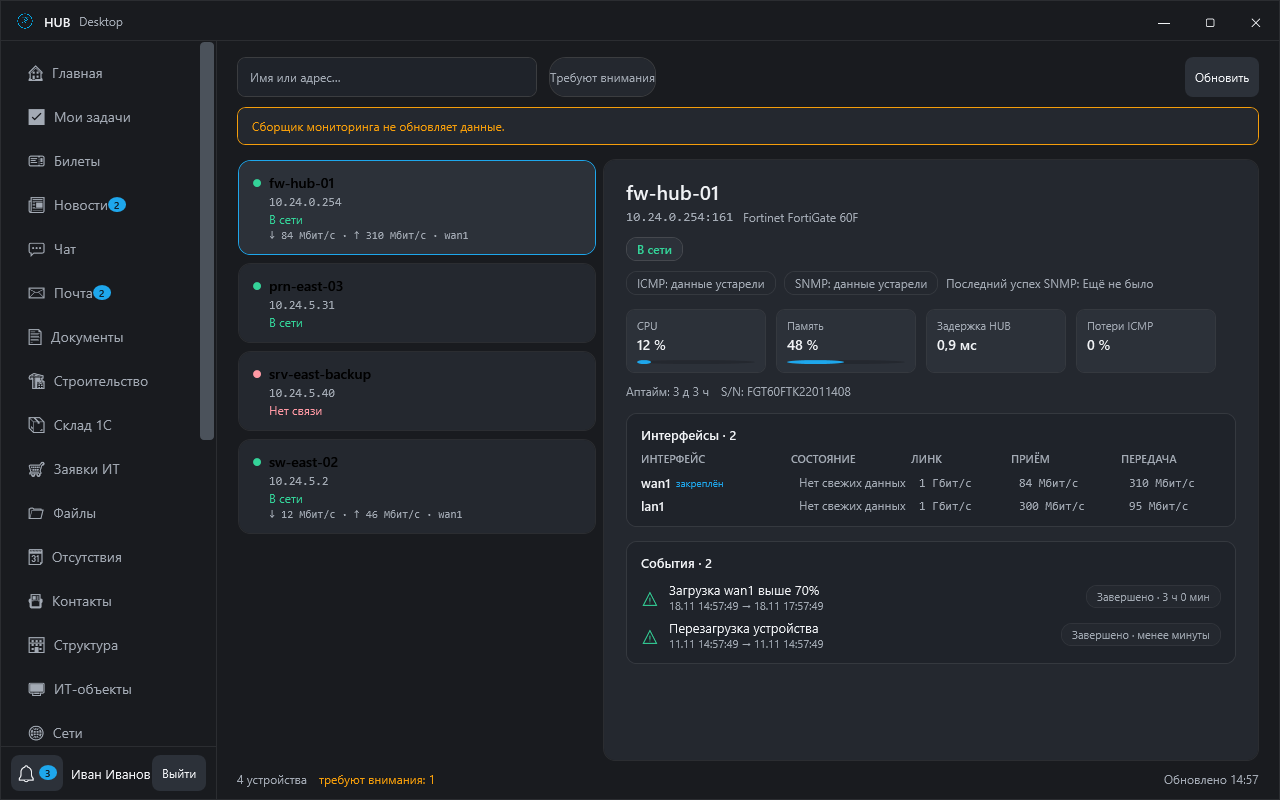 HUB Desktop
Главная
Мои задачи
Билеты
Новости 2
Чат
Почта 2
Документы
Строительство
Склад 1С
Заявки ИТ
Файлы
31 Отсутствия
Контакты
Структура
ИТ-объекты
Сети
3 Иван Иванов Выйти
Имя или адрес... Требуют внимания Обновить
Сборщик мониторинга не обновляет данные.
fw-hub-01
10.24.0.254
В сети
↓ 84 Мбит/с · ↑ 310 Мбит/с · wan1
prn-east-03
10.24.5.31
В сети
srv-east-backup
10.24.5.40
Нет связи
sw-east-02
10.24.5.2
В сети
↓ 12 Мбит/с · ↑ 46 Мбит/с · wan1
fw-hub-01
10.24.0.254:161 Fortinet FortiGate 60F
В сети
ICMP: данные устарели SNMP: данные устарели Последний успех SNMP: Ещё не было
CPU Память Задержка HUB Потери ICMP
12 % 48 % 0,9 мс 0 %
Аптайм: 3 д 3 ч S/N: FGT60FTK22011408
Интерфейсы · 2
ИНТЕРФЕЙС СОСТОЯНИЕ ЛИНК ПРИЁМ ПЕРЕДАЧА
wan1 закреплён Нет свежих данных 1 Гбит/с 84 Мбит/с 310 Мбит/с
lan1 Нет свежих данных 1 Гбит/с 300 Мбит/с 95 Мбит/с
События · 2
Загрузка wan1 выше 70%
18.11 14:57:49 → 18.11 17:57:49 Завершено · 3 ч 0 мин
Перезагрузка устройства
11.11 14:57:49 → 11.11 14:57:49 Завершено · менее минуты
4 устройства требуют внимания: 1 Обновлено 14:57